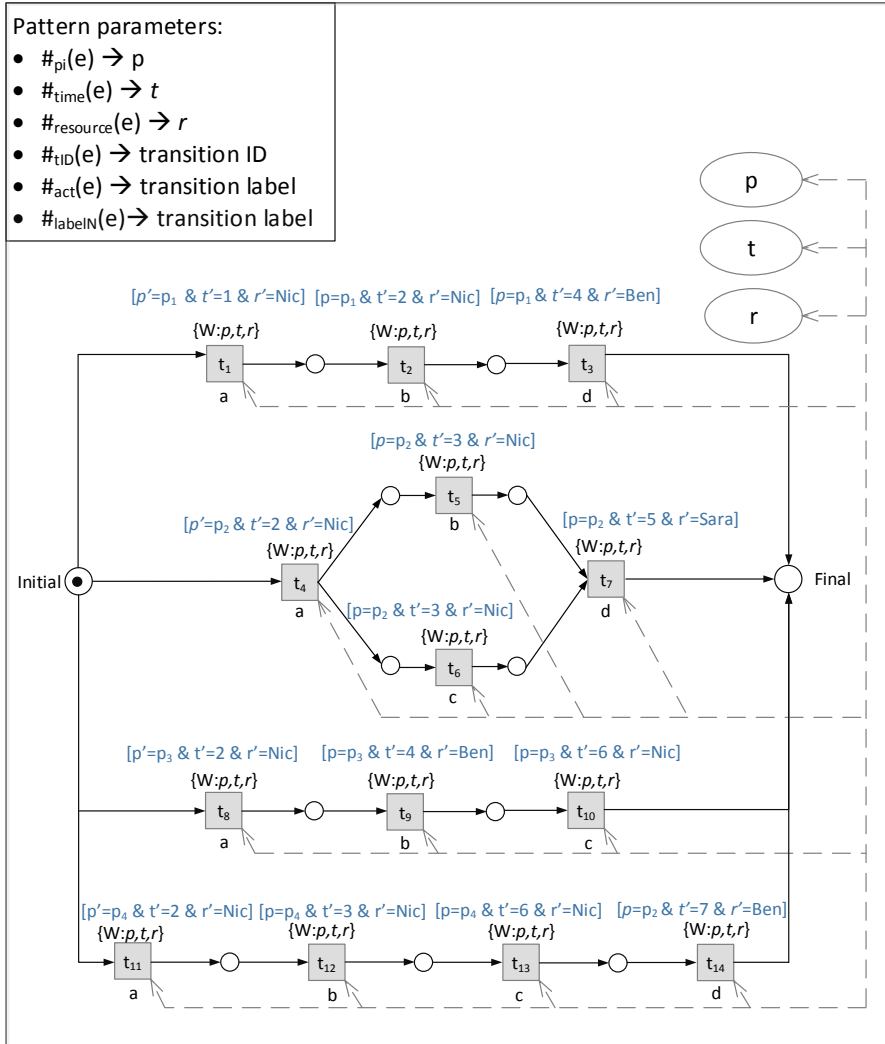 Pattern parameters:
• #pi(e) → p
• #time(e) → t
• #resource(e) → r
• #tID(e) → transition ID
• #act(e) → transition label
• #labelN(e)→ transition label
p
t
r
[p'=p1 & t'=1 & r'=Nic] [p=p1 & t'=2 & r'=Nic] [p=p1 & t'=4 & r'=Ben]
{W:p,t,r} {W:p,t,r} {W:p,t,r}
t1 t2 t3
a b d
[p=p2 & t'=3 & r'=Nic]
{W:p,t,r}
t5
b
[p'=p2 & t'=2 & r'=Nic] [p=p2 & t'=5 & r'=Sara]
{W:p,t,r} {W:p,t,r}
Initial t4 t7 Final
a d
[p=p2 & t'=3 & r'=Nic]
{W:p,t,r}
t6
c
[p'=p3 & t'=2 & r'=Nic] [p=p3 & t'=4 & r'=Ben] [p=p3 & t'=6 & r'=Nic]
{W:p,t,r} {W:p,t,r} {W:p,t,r}
t8 t9 t10
a b c
[p'=p4 & t'=2 & r'=Nic] [p=p4 & t'=3 & r'=Nic] [p=p4 & t'=6 & r'=Nic] [p=p2 & t'=7 & r'=Ben]
{W:p,t,r} {W:p,t,r} {W:p,t,r} {W:p,t,r}
t11 t12 t13 t14
a b c d